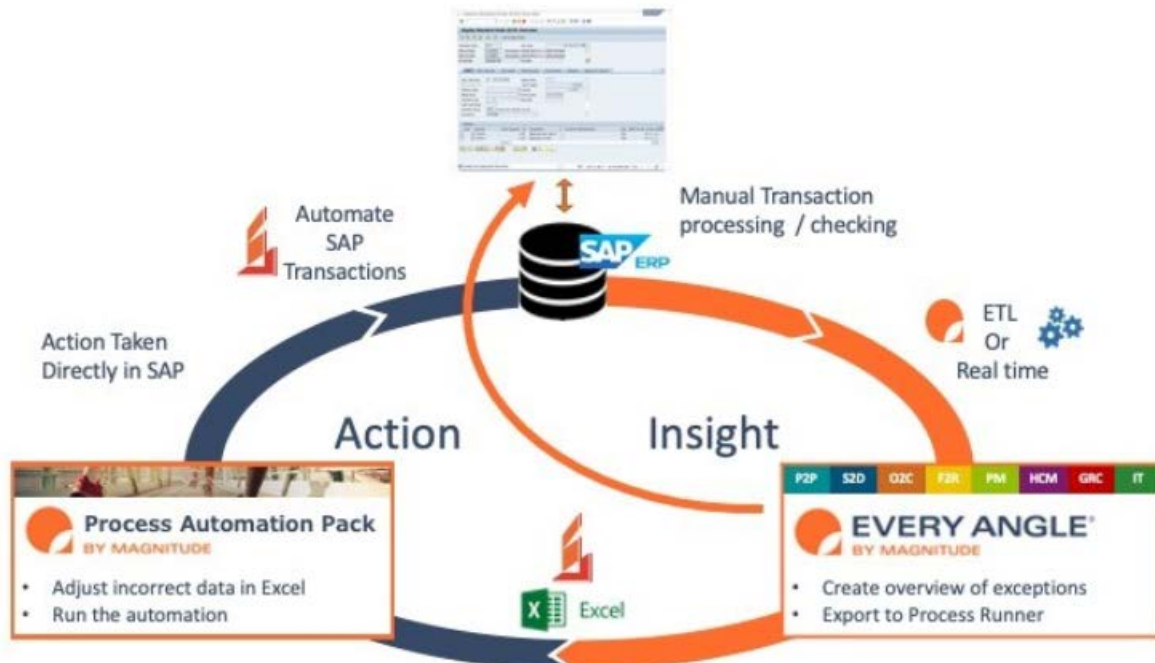 Automate
SAP
Transactions
SAP ERP
Manual Transaction
processing / checking
Action Taken
Directly in SAP
ETL
Or
Real time
Action
Insight
Process Automation Pack
BY MAGNITUDE
• Adjust incorrect data in Excel
• Run the automation
Excel
P2P S2D O2C F2R PM HCM GRC IT
EVERY ANGLE®
BY MAGNITUDE
• Create overview of exceptions
• Export to Process Runner